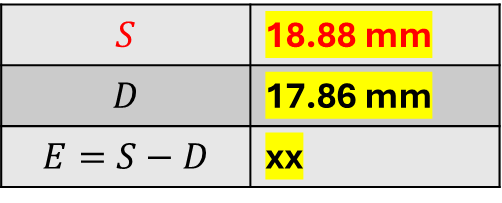 S 18.88 mm
D 17.86 mm
E = S − D xx